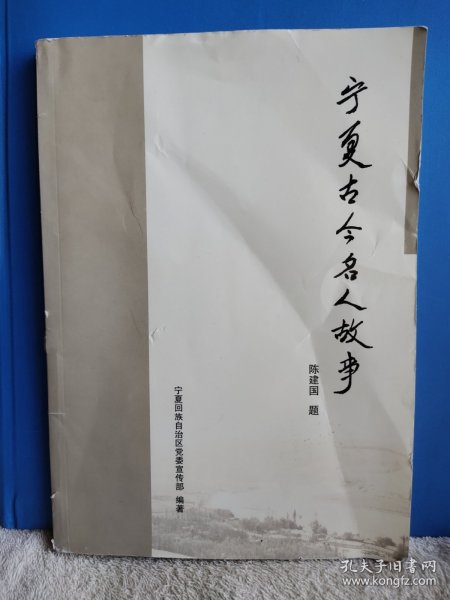 宁夏古今名人故事
陈建国 题
宁夏回族自治区党委宣传部 编著
孔夫子旧书网
www.kongfz.com